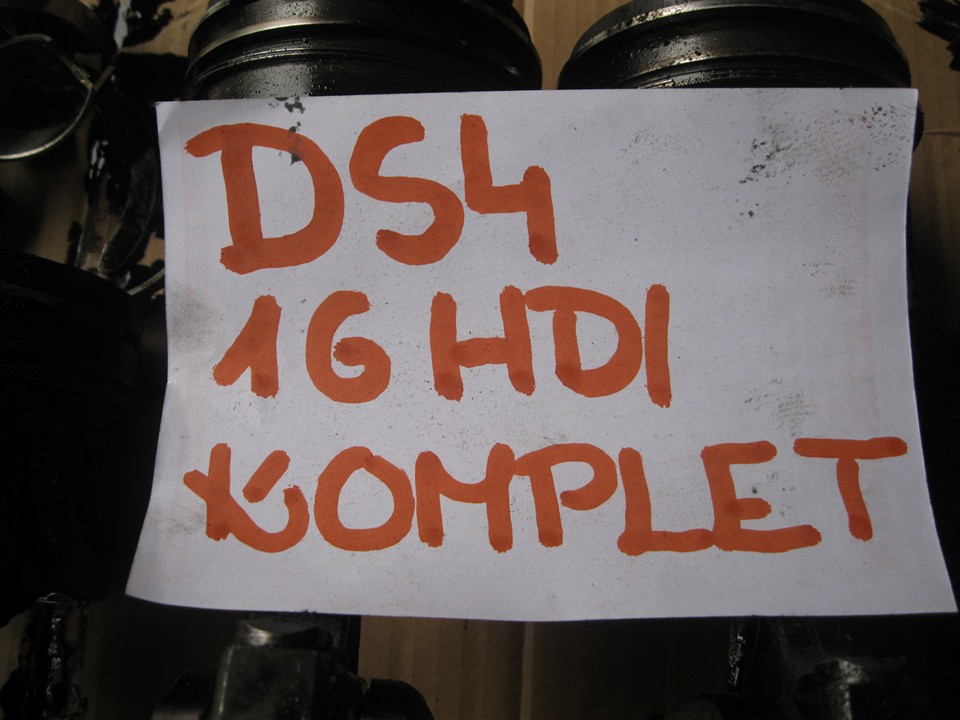 DS4
16 HDI
KOMPLET